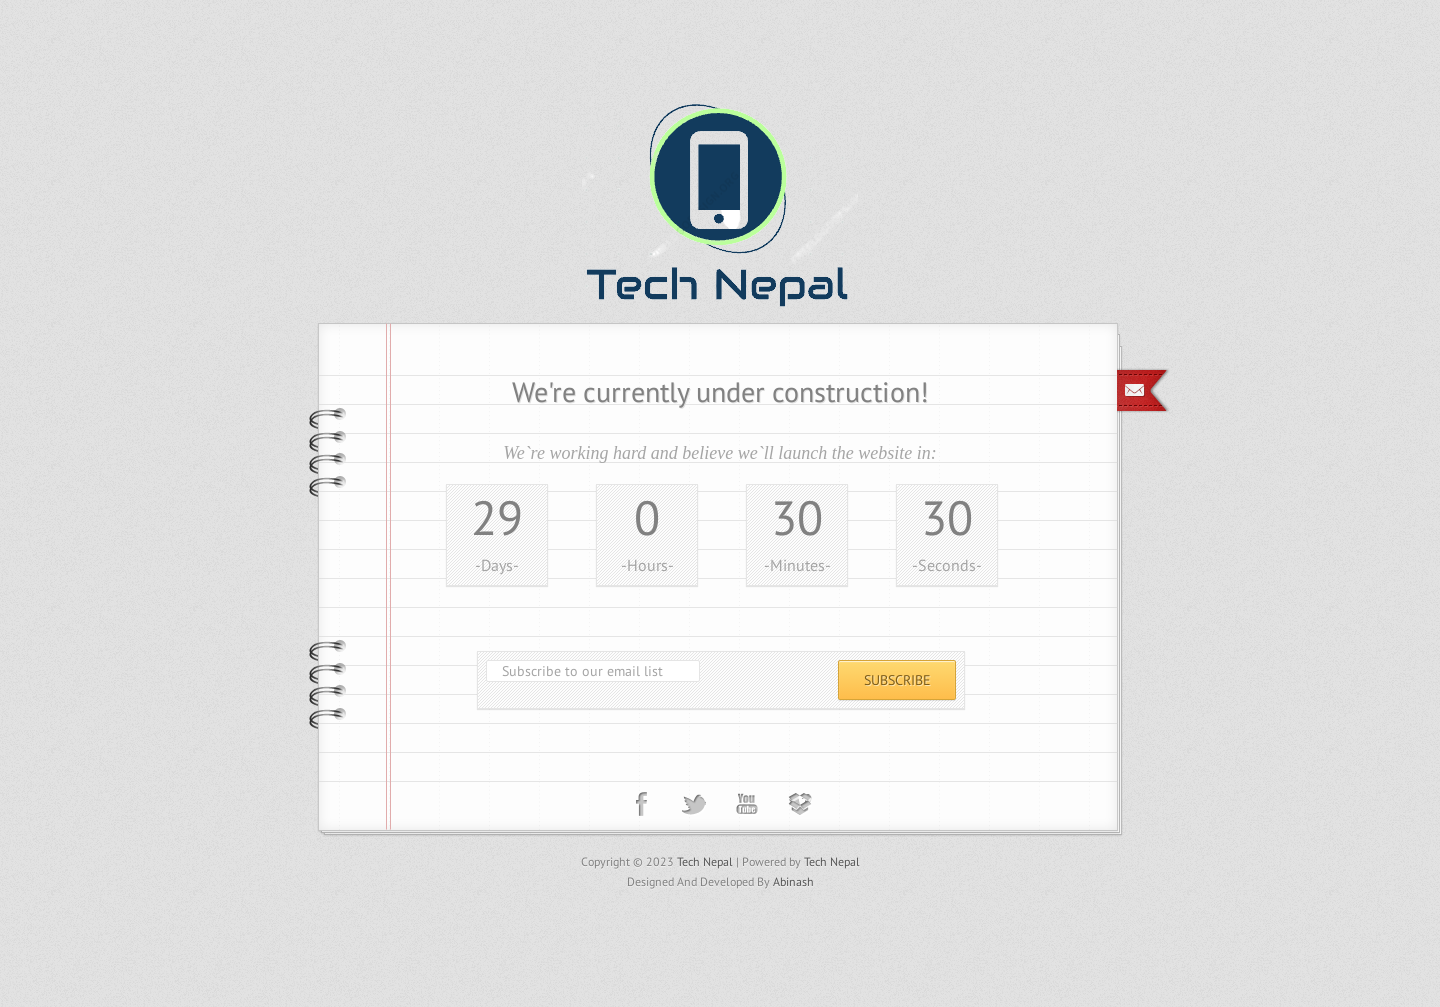 Tech Nepal
We're currently under construction!
We`re working hard and believe we`ll launch the website in:
29 0 30 30
-Days- -Hours- -Minutes- -Seconds-
Subscribe to our email list SUBSCRIBE
You
Tube
Copyright © 2023 Tech Nepal | Powered by Tech Nepal
Designed And Developed By Abinash